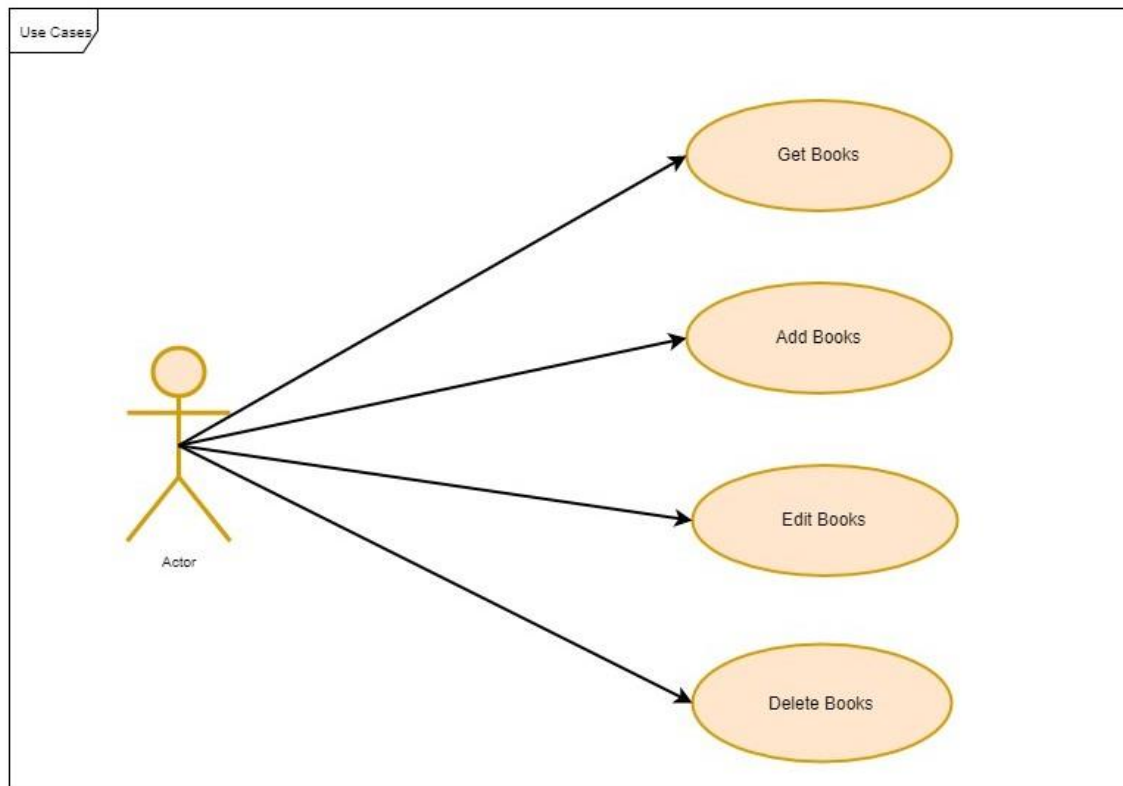 Use Cases
Get Books
Add Books
Edit Books
Actor
Delete Books